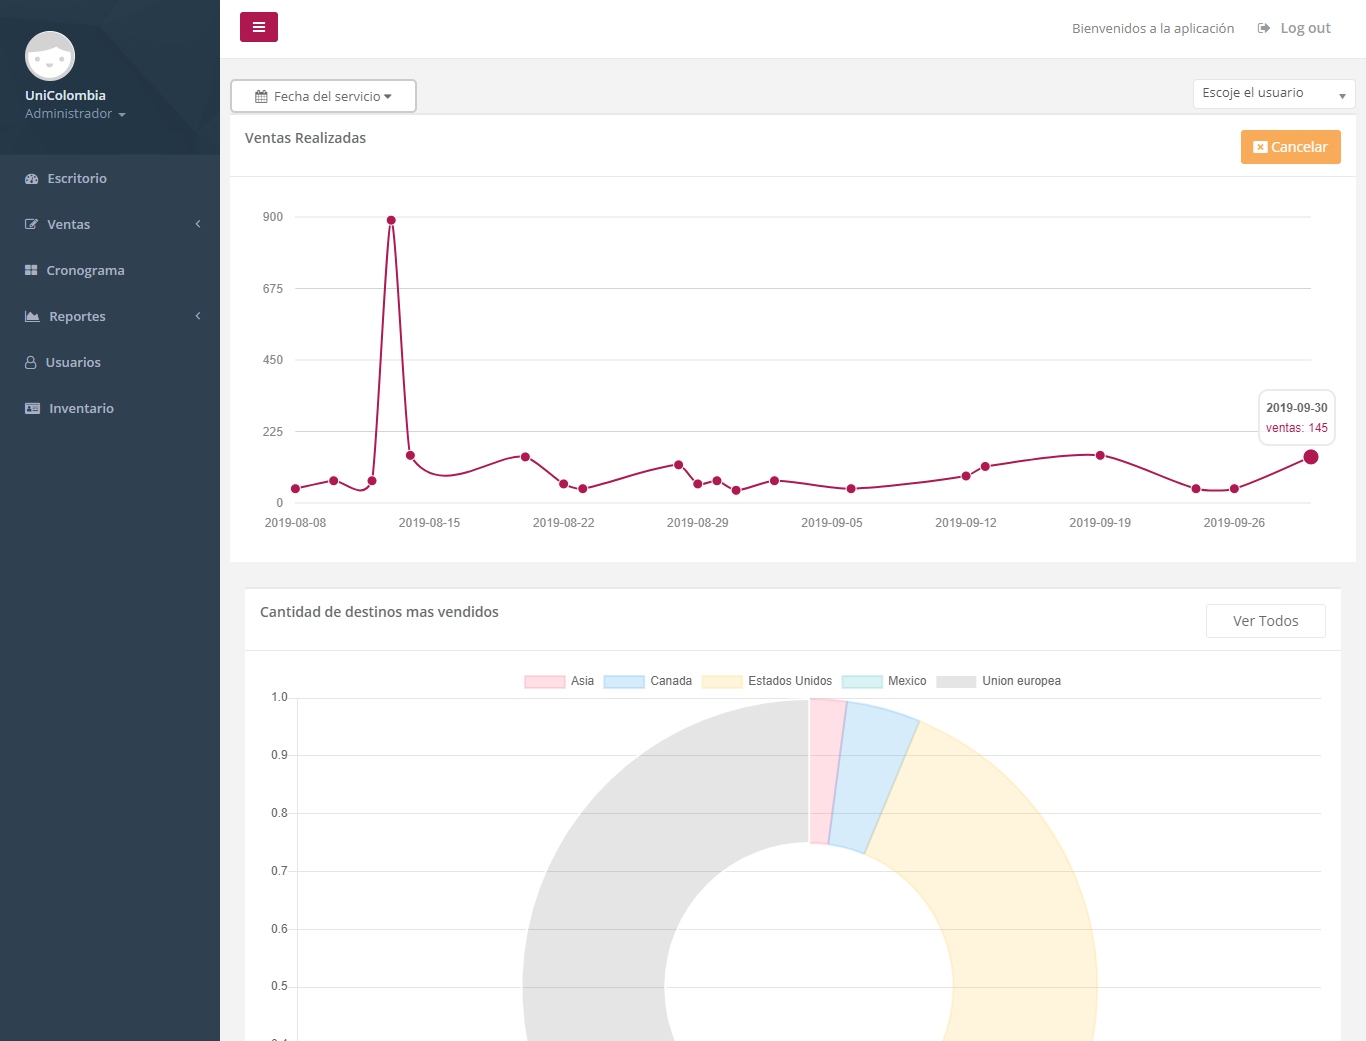 UniColombia
Administrador
Escritorio
Ventas
Cronograma
Reportes
Usuarios
Inventario
Bienvenidos a la aplicación
Log out
Fecha del servicio
Escoje el usuario
Ventas Realizadas
Cancelar
900
675
450
225
0
2019-09-30
ventas: 145
2019-08-08 2019-08-15 2019-08-22 2019-08-29 2019-09-05 2019-09-12 2019-09-19 2019-09-26
Cantidad de destinos mas vendidos
Ver Todos
Asia Canada Estados Unidos Mexico Union europea
1.0
0.9
0.8
0.7
0.6
0.5